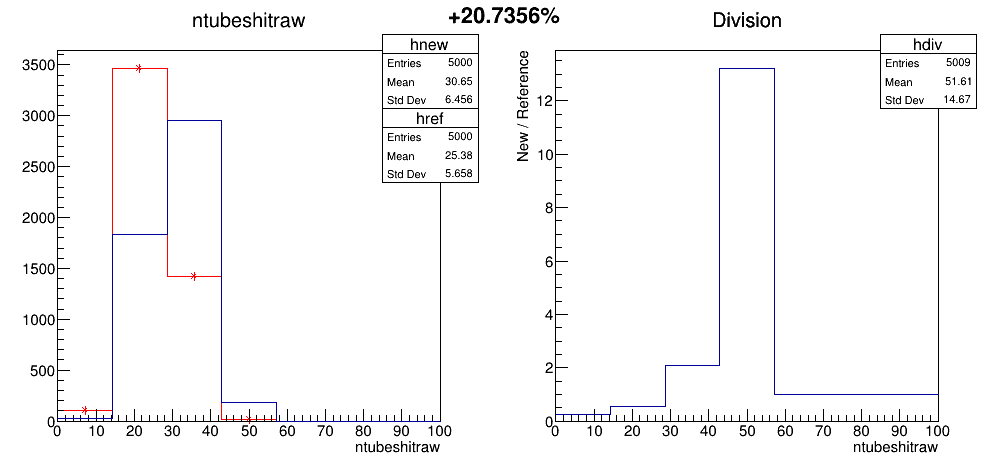 +20.7356%
ntubeshitraw
hnew
Entries 5000
Mean 30.65
Std Dev 6.456
href
Entries 5000
Mean 25.38
Std Dev 5.658
3500
3000
2500
2000
1500
1000
500
0
0 10 20 30 40 50 60 70 80 90 100
ntubeshitraw
Division
hdiv
Entries 5009
Mean 51.61
Std Dev 14.67
New / Reference
12
10
8
6
4
2
0
0 10 20 30 40 50 60 70 80 90 100
ntubeshitraw